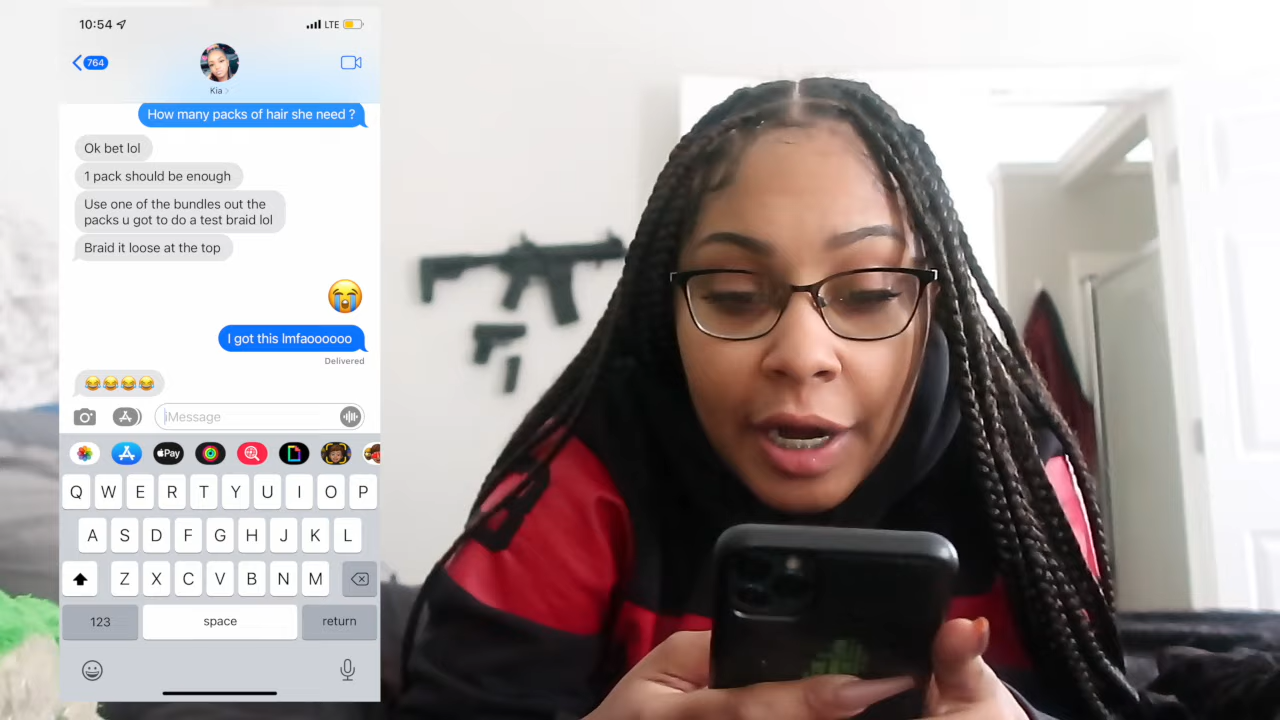 10:54
LTE
764
Kia
How many packs of hair she need ?
Ok bet lol
1 pack should be enough
Use one of the bundles out the
packs u got to do a test braid lol
Braid it loose at the top
😭
I got this lmfaoooooo
Delivered
😂😂😂😂
iMessage
Pay
Q W E R T Y U I O P
A S D F G H J K L
Z X C V B N M
123 space return